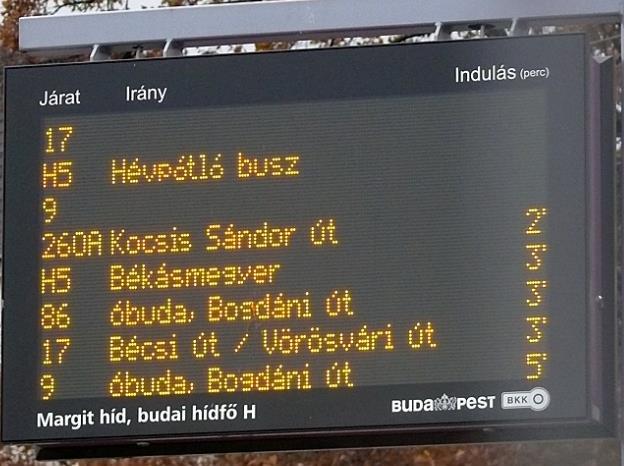 Járat Irány Indulás (perc)
17
H5 Hévpótló busz
9
260A Kocsis Sándor út 2'
H5 Békásmegyer 3'
86 óbuda, Bogdáni út 3'
17 Bécsi út / Vörösvári út 3'
9 óbuda, Bogdáni út 5'
Margit híd, budai hídfő H BUDAPEST BKK